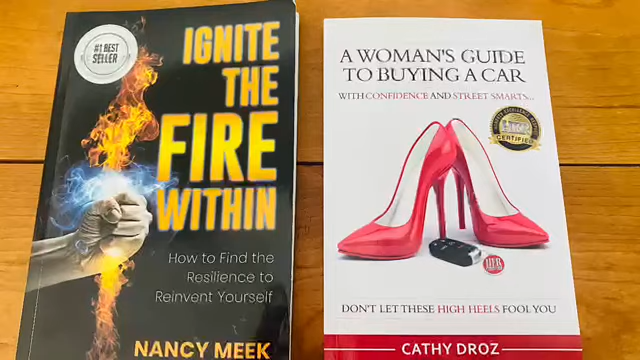 #1 BEST
SELLER
IGNITE
THE
FIRE
WITHIN
How to Find the
Resilience to
Reinvent Yourself
NANCY MEEK
A WOMAN'S GUIDE
TO BUYING A CAR
WITH CONFIDENCE AND STREET SMARTS...
CERTIFIED
HER
DON'T LET THESE HIGH HEELS FOOL YOU
CATHY DROZ